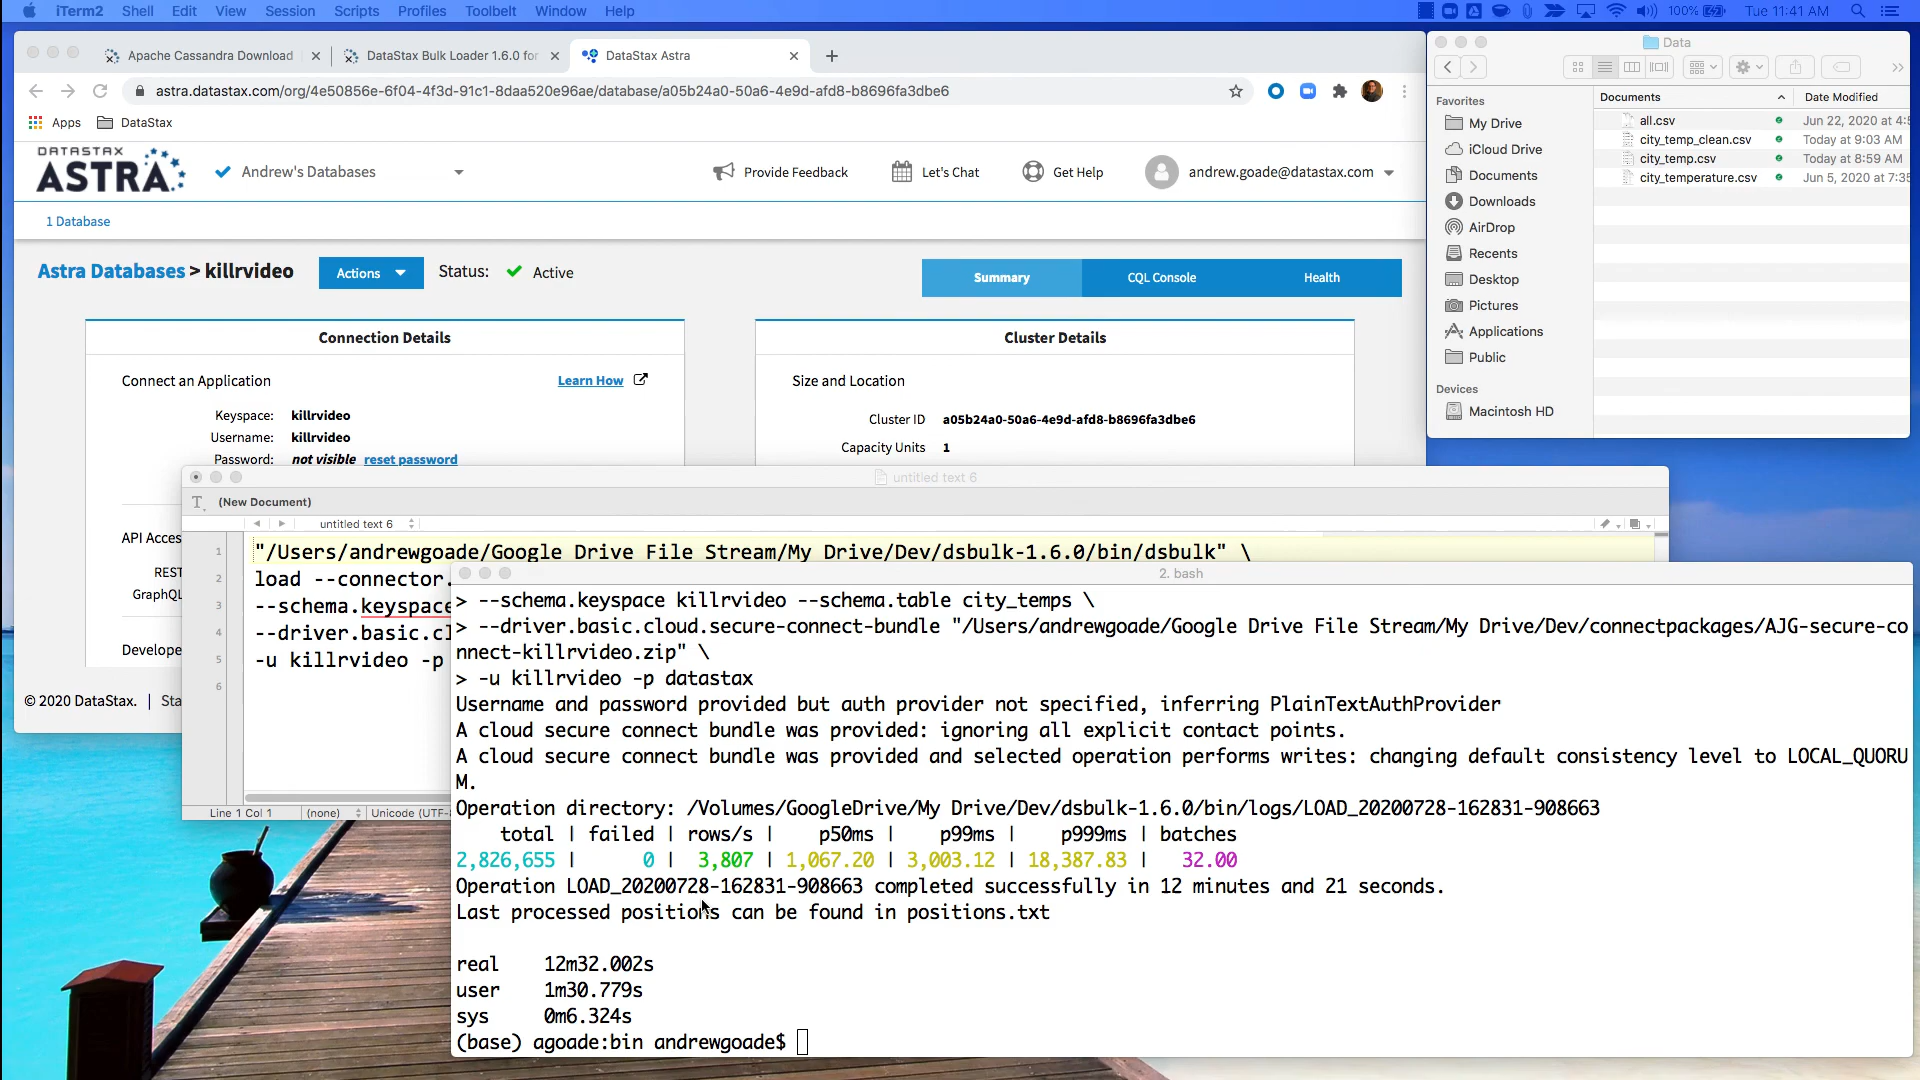 iTerm2 Shell Edit View Session Scripts Profiles Toolbelt Window Help 100% Tue 11:41 AM
Apache Cassandra Download
DataStax Bulk Loader 1.6.0 for
DataStax Astra
astra.datastax.com/org/4e50856e-6f04-4f3d-91c1-8daa520e96ae/database/a05b24a0-50a6-4e9d-afd8-b8696fa3dbe6
Apps DataStax
DATASTAX
ASTRA
Andrew's Databases
Provide Feedback
Let's Chat
Get Help
andrew.goade@datastax.com
1 Database
Astra Databases > killrvideo
Actions
Status: Active
Summary CQL Console Health
Connection Details
Connect an Application Learn How
Keyspace: killrvideo
Username: killrvideo
Password: not visible reset password
API Acces
REST
GraphQL
Develope
© 2020 DataStax. | Sta
Cluster Details
Size and Location
Cluster ID a05b24a0-50a6-4e9d-afd8-b8696fa3dbe6
Capacity Units 1
Data
Favorites
My Drive
iCloud Drive
Documents
Downloads
AirDrop
Recents
Desktop
Pictures
Applications
Public
Devices
Macintosh HD
Documents Date Modified
all.csv Jun 22, 2020 at 4:5
city_temp_clean.csv Today at 9:03 AM
city_temp.csv Today at 8:59 AM
city_temperature.csv Jun 5, 2020 at 7:35
untitled text 6
(New Document)
untitled text 6
1 "/Users/andrewgoade/Google Drive File Stream/My Drive/Dev/dsbulk-1.6.0/bin/dsbulk" \
2 load --connector.
3 --schema.keyspace
4 --driver.basic.cl
5 -u killrvideo -p
6
Line 1 Col 1 (none) Unicode (UTF-8
2. bash
> --schema.keyspace killrvideo --schema.table city_temps \
> --driver.basic.cloud.secure-connect-bundle "/Users/andrewgoade/Google Drive File Stream/My Drive/Dev/connectpackages/AJG-secure-co
nnect-killrvideo.zip" \
> -u killrvideo -p datastax
Username and password provided but auth provider not specified, inferring PlainTextAuthProvider
A cloud secure connect bundle was provided: ignoring all explicit contact points.
A cloud secure connect bundle was provided and selected operation performs writes: changing default consistency level to LOCAL_QUORU
M.
Operation directory: /Volumes/GoogleDrive/My Drive/Dev/dsbulk-1.6.0/bin/logs/LOAD_20200728-162831-908663
total | failed | rows/s | p50ms | p99ms | p999ms | batches
2,826,655 | 0 | 3,807 | 1,067.20 | 3,003.12 | 18,387.83 | 32.00
Operation LOAD_20200728-162831-908663 completed successfully in 12 minutes and 21 seconds.
Last processed positions can be found in positions.txt
real 12m32.002s
user 1m30.779s
sys 0m6.324s
(base) agoade:bin andrewgoade$